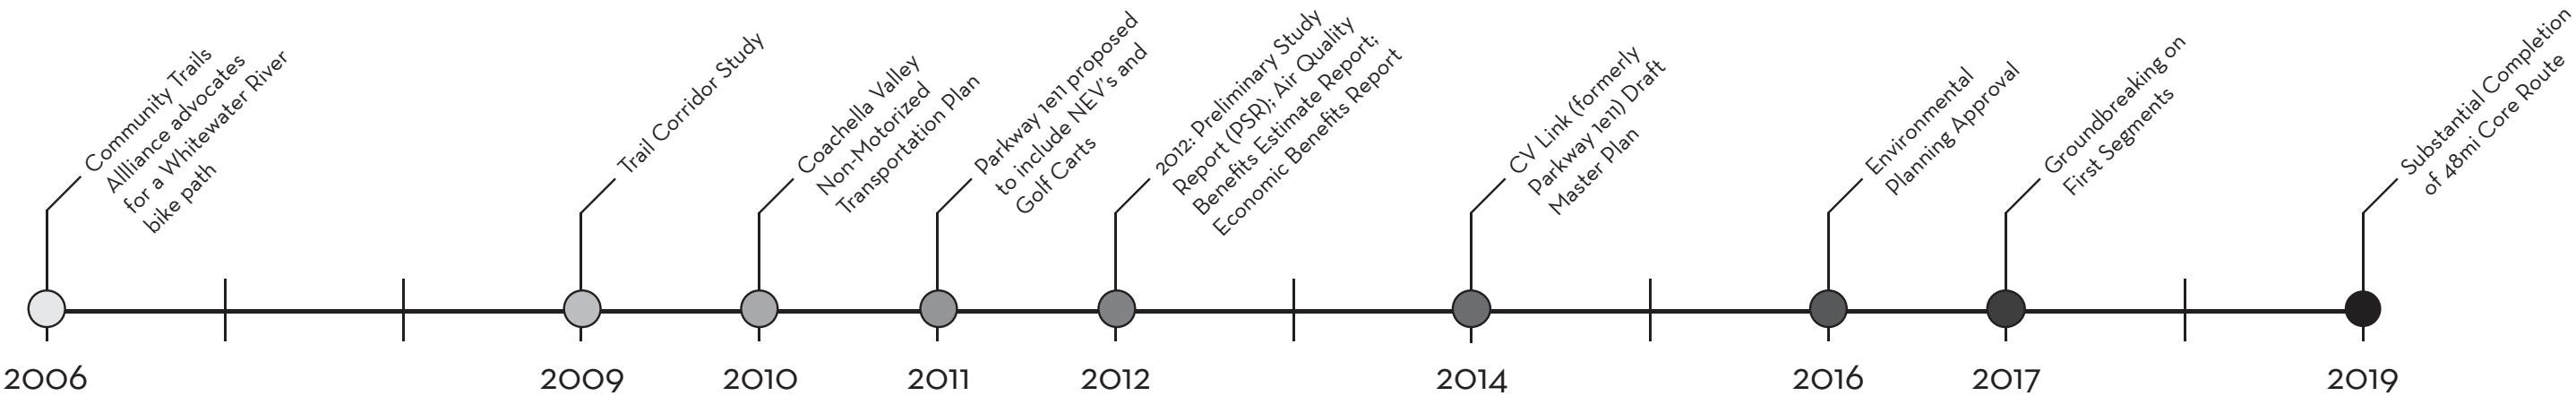 Community Trails
Allliance advocates
for a Whitewater River
bike path
Trail Corridor Study
Coachella Valley
Non-Motorized
Transportation Plan
Parkway 1e11 proposed
to include NEV's and
Golf Carts
2012: Preliminary Study
Report (PSR); Air Quality
Benefits Estimate Report;
Economic Benefits Report
CV Link (formerly
Parkway 1e11) Draft
Master Plan
Environmental
Planning Approval
Groundbreaking on
First Segments
Substantial Completion
of 48mi Core Route
2006
2009
2010
2011
2012
2014
2016
2017
2019